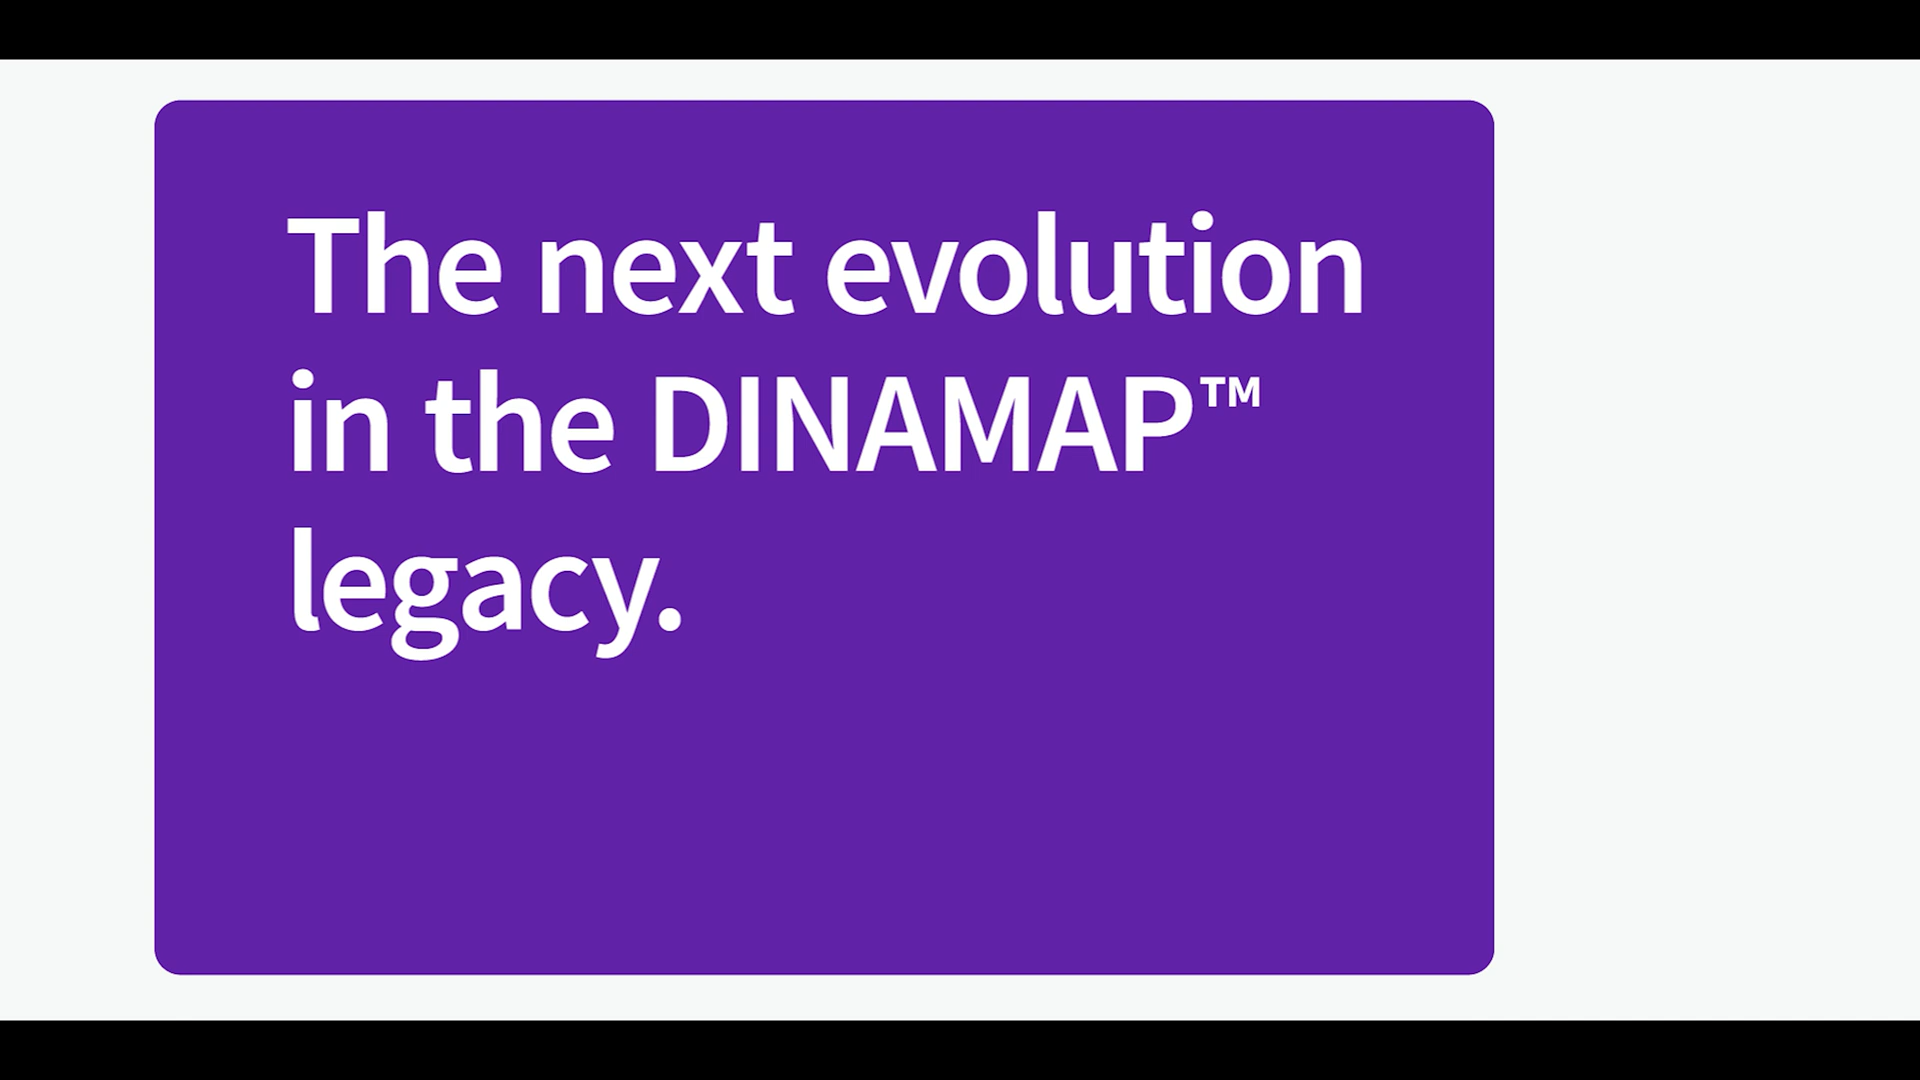 The next evolution
in the DINAMAP™
legacy.